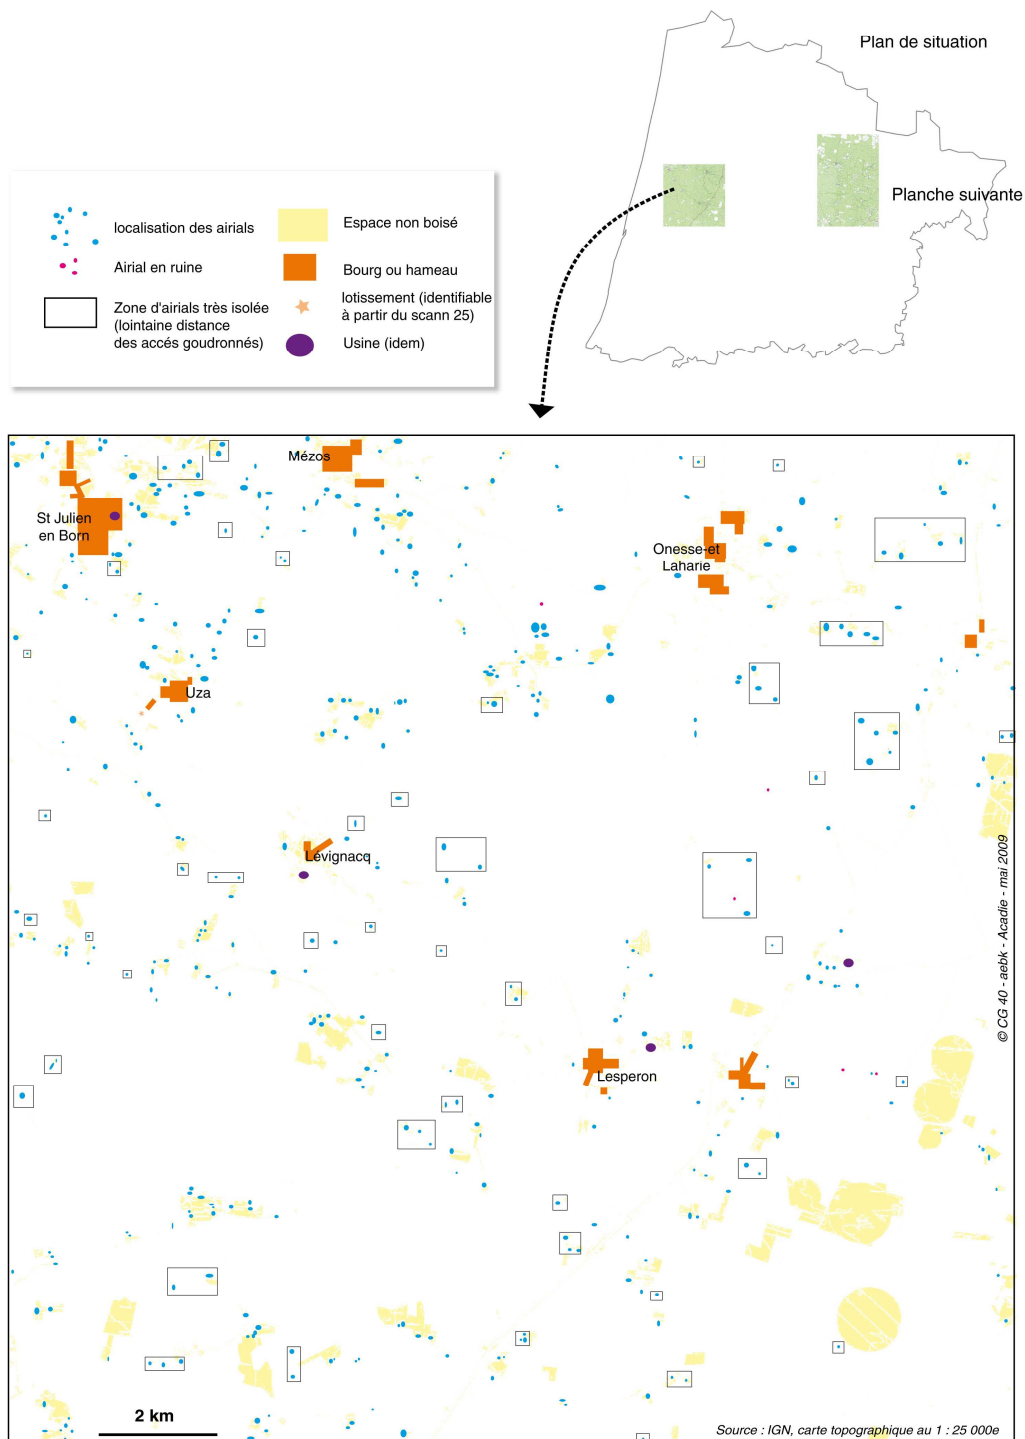 Plan de situation
Planche suivante
localisation des airials
Airial en ruine
Zone d'airials très isolée
(lointaine distance
des accés goudronnés)
Espace non boisé
Bourg ou hameau
lotissement (identifiable
à partir du scann 25)
Usine (idem)
Mézos
St Julien
en Born
Onesse-et
Laharie
Uza
Lévignacq
Lesperon
© CG 40 - aebk - Acadie - mai 2009
2 km
Source : IGN, carte topographique au 1 : 25 000e